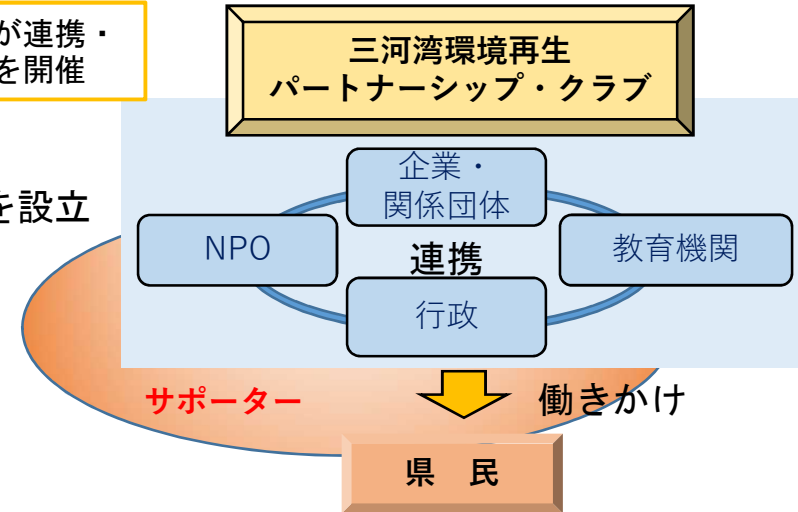 が連携・
を開催
三河湾環境再生
パートナーシップ・クラブ
を設立
企業・
関係団体
NPO
連携
教育機関
行政
サポーター
働きかけ
県　民